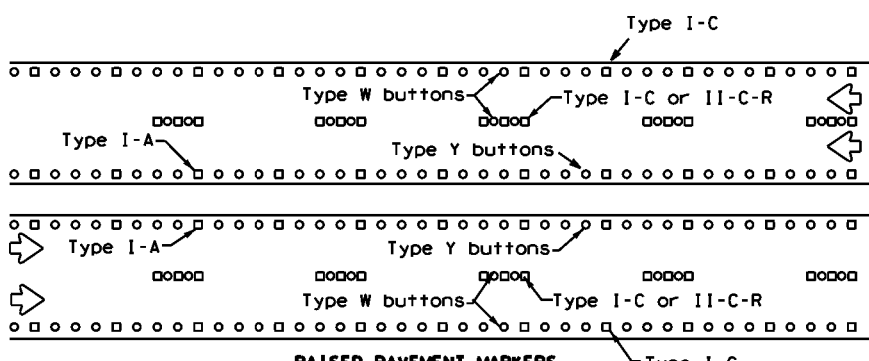 Type I-C
Type W buttons
Type I-C or II-C-R
Type I-A
Type Y buttons
Type I-A
Type Y buttons
Type W buttons
Type I-C or II-C-R
RAISED PAVEMENT MARKERS
Type I-C